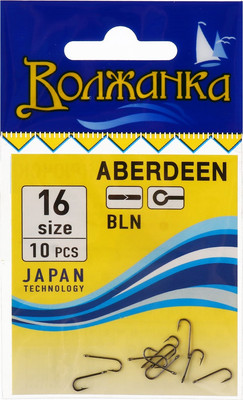 Волжанка
ABERDEEN
16
size
10 PCS
BLN
JAPAN
TECHNOLOGY